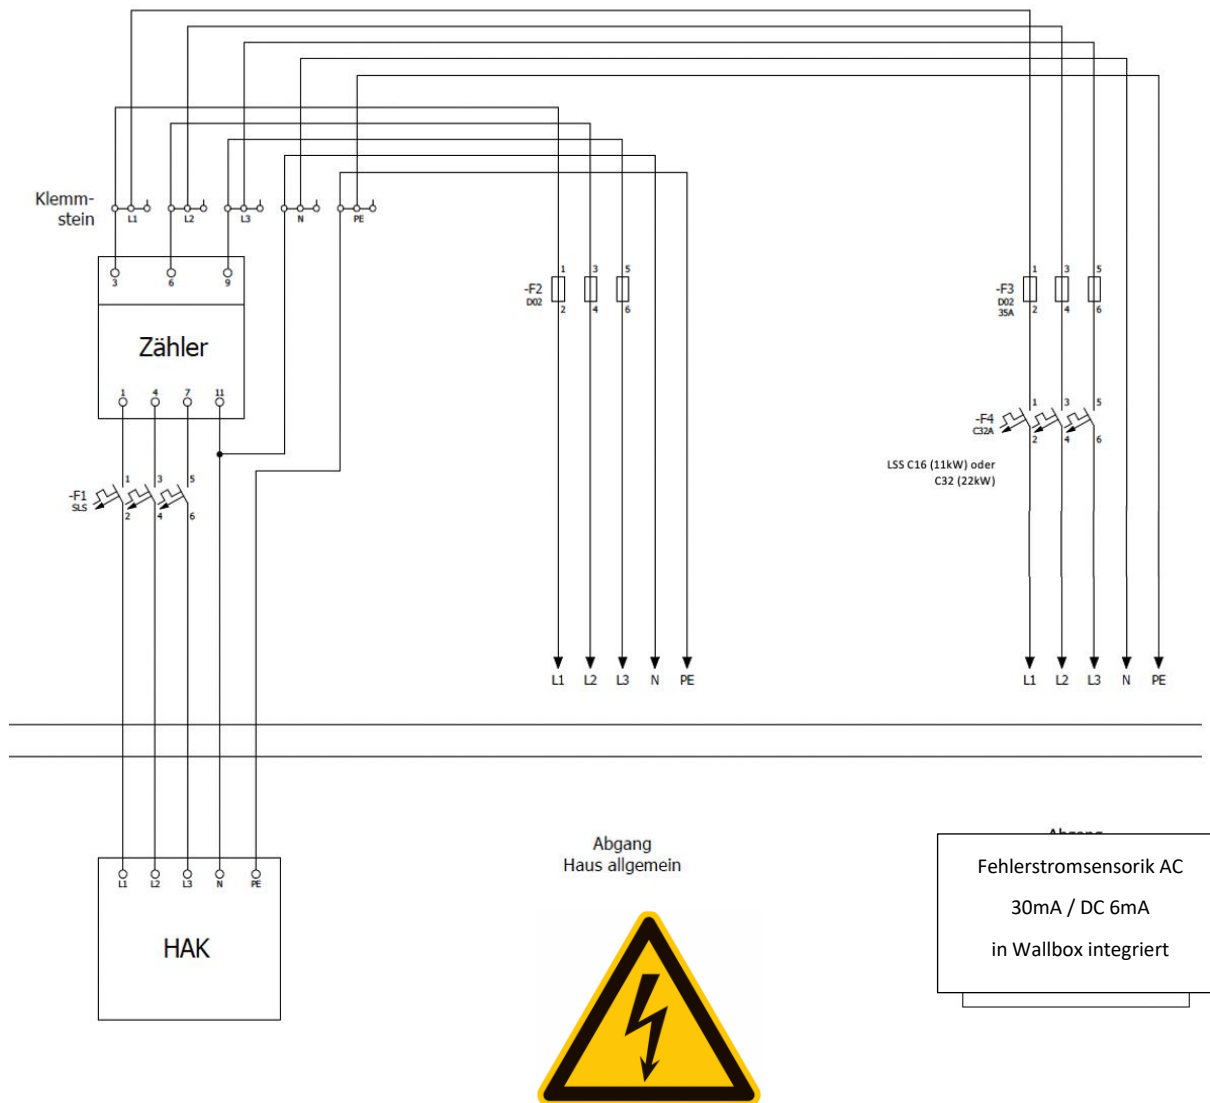 Klemm-
stein
L1
L2
L3
N
PE
3
6
9
Zähler
1
4
7
11
-F1
SLS
1
3
5
2
4
6
-F2
D02
1
3
5
2
4
6
-F3
D02
35A
1
3
5
2
4
6
-F4
C32A
1
3
5
2
4
6
LSS C16 (11kW) oder
C32 (22kW)
L1
L2
L3
N
PE
L1
L2
L3
N
PE
L1
L2
L3
N
PE
HAK
Abgang
Haus allgemein
Fehlerstromsensorik AC
30mA / DC 6mA
in Wallbox integriert